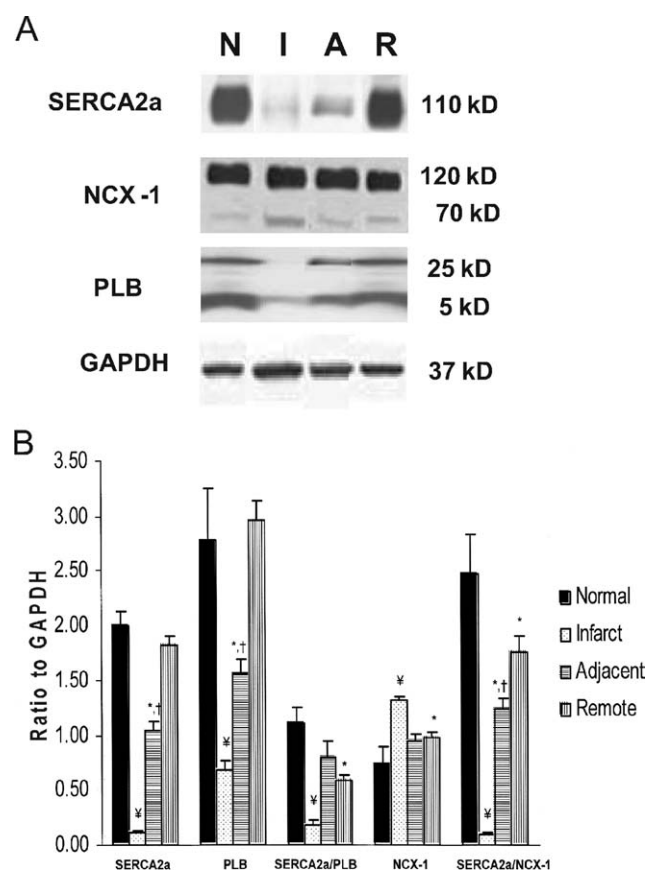 A
N I A R
SERCA2a 110 kD
NCX -1 120 kD
70 kD
PLB 25 kD
5 kD
GAPDH 37 kD
B
Ratio to GAPDH
3.50
3.00
2.50
2.00
1.50
1.00
0.50
0.00
¥ *,† ¥ *,† ¥ * ¥ * ¥ *,† *
Normal
Infarct
Adjacent
Remote
SERCA2a PLB SERCA2a/PLB NCX-1 SERCA2a/NCX-1